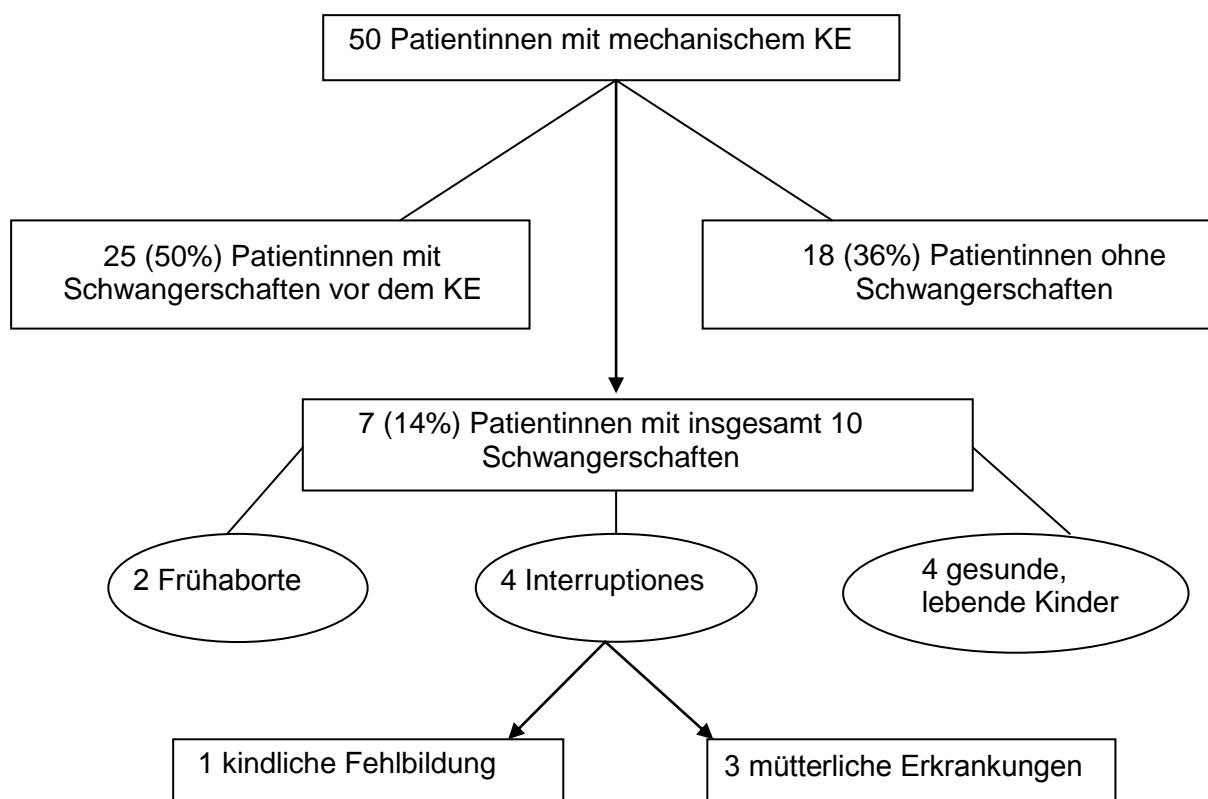 50 Patientinnen mit mechanischem KE
25 (50%) Patientinnen mit
Schwangerschaften vor dem KE
18 (36%) Patientinnen ohne
Schwangerschaften
7 (14%) Patientinnen mit insgesamt 10
Schwangerschaften
2 Frühaborte
4 Interruptiones
4 gesunde,
lebende Kinder
1 kindliche Fehlbildung
3 mütterliche Erkrankungen